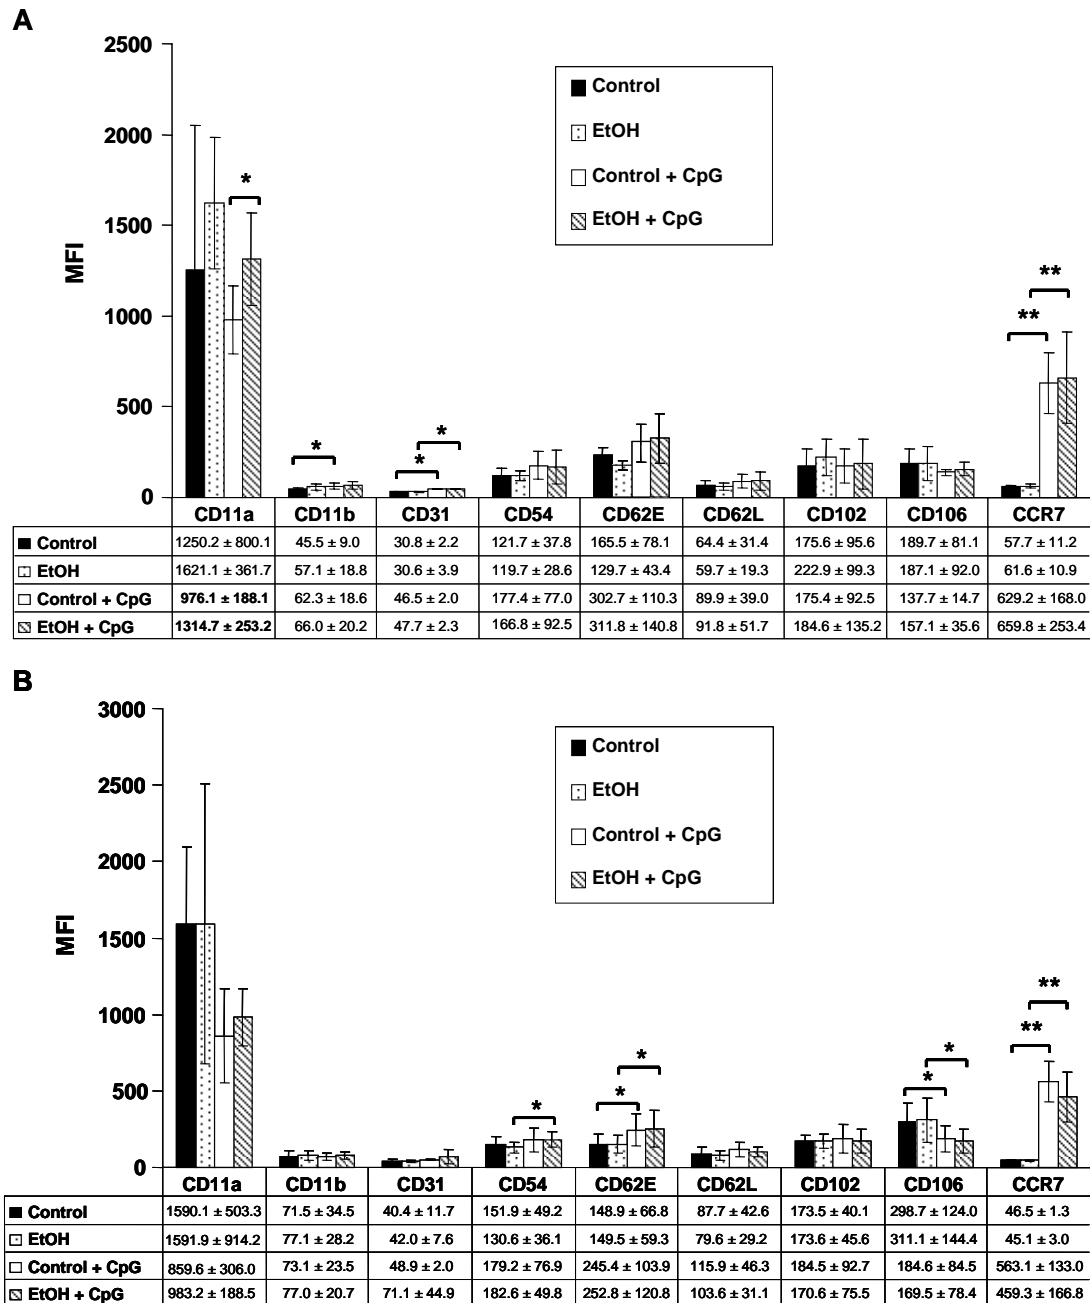 A
2500
2000
1500
1000
500
0
MFI
Control
EtOH
Control + CpG
EtOH + CpG
*
*
*
*
**
**
CD11a CD11b CD31 CD54 CD62E CD62L CD102 CD106 CCR7
Control 1250.2 ± 800.1 45.5 ± 9.0 30.8 ± 2.2 121.7 ± 37.8 165.5 ± 78.1 64.4 ± 31.4 175.6 ± 95.6 189.7 ± 81.1 57.7 ± 11.2
EtOH 1621.1 ± 361.7 57.1 ± 18.8 30.6 ± 3.9 119.7 ± 28.6 129.7 ± 43.4 59.7 ± 19.3 222.9 ± 99.3 187.1 ± 92.0 61.6 ± 10.9
Control + CpG 976.1 ± 188.1 62.3 ± 18.6 46.5 ± 2.0 177.4 ± 77.0 302.7 ± 110.3 89.9 ± 39.0 175.4 ± 92.5 137.7 ± 14.7 629.2 ± 168.0
EtOH + CpG 1314.7 ± 253.2 66.0 ± 20.2 47.7 ± 2.3 166.8 ± 92.5 311.8 ± 140.8 91.8 ± 51.7 184.6 ± 135.2 157.1 ± 35.6 659.8 ± 253.4
B
3000
2500
2000
1500
1000
500
0
MFI
Control
EtOH
Control + CpG
EtOH + CpG
*
*
*
*
*
**
**
CD11a CD11b CD31 CD54 CD62E CD62L CD102 CD106 CCR7
Control 1590.1 ± 503.3 71.5 ± 34.5 40.4 ± 11.7 151.9 ± 49.2 148.9 ± 66.8 87.7 ± 42.6 173.5 ± 40.1 298.7 ± 124.0 46.5 ± 1.3
EtOH 1591.9 ± 914.2 77.1 ± 28.2 42.0 ± 7.6 130.6 ± 36.1 149.5 ± 59.3 79.6 ± 29.2 173.6 ± 45.6 311.1 ± 144.4 45.1 ± 3.0
Control + CpG 859.6 ± 306.0 73.1 ± 23.5 48.9 ± 2.0 179.2 ± 76.9 245.4 ± 103.9 115.9 ± 46.3 184.5 ± 92.7 184.6 ± 84.5 563.1 ± 133.0
EtOH + CpG 983.2 ± 188.5 77.0 ± 20.7 71.1 ± 44.9 182.6 ± 49.8 252.8 ± 120.8 103.6 ± 31.1 170.6 ± 75.5 169.5 ± 78.4 459.3 ± 166.8